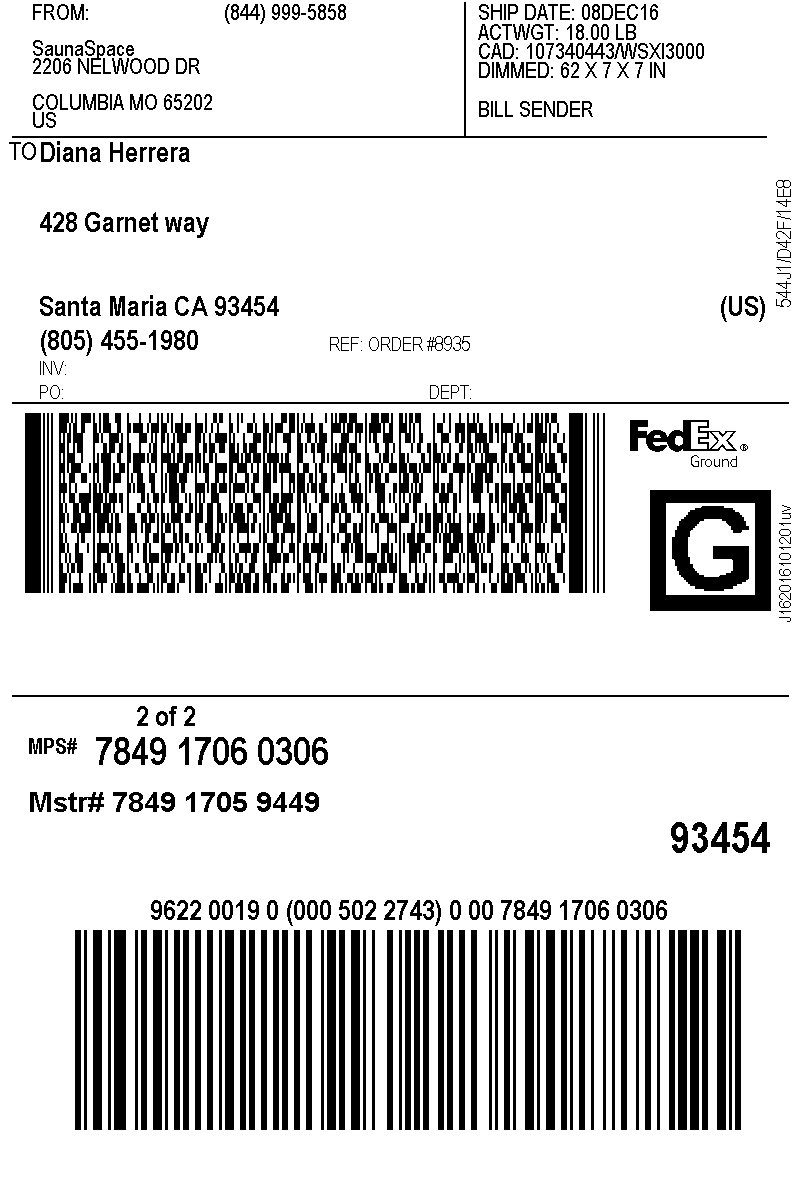 FROM: (844) 999-5858
SaunaSpace
2206 NELWOOD DR
COLUMBIA MO 65202
US
SHIP DATE: 08DEC16
ACTWGT: 18.00 LB
CAD: 107340443/WSXI3000
DIMMED: 62 X 7 X 7 IN
BILL SENDER
TO Diana Herrera
428 Garnet way
Santa Maria CA 93454 (US)
(805) 455-1980 REF: ORDER #8935
INV:
PO: DEPT:
544J1/D42F/14E8
FedEx®
Ground
G
J162016101201uv
2 of 2
MPS# 7849 1706 0306
Mstr# 7849 1705 9449
93454
9622 0019 0 (000 502 2743) 0 00 7849 1706 0306